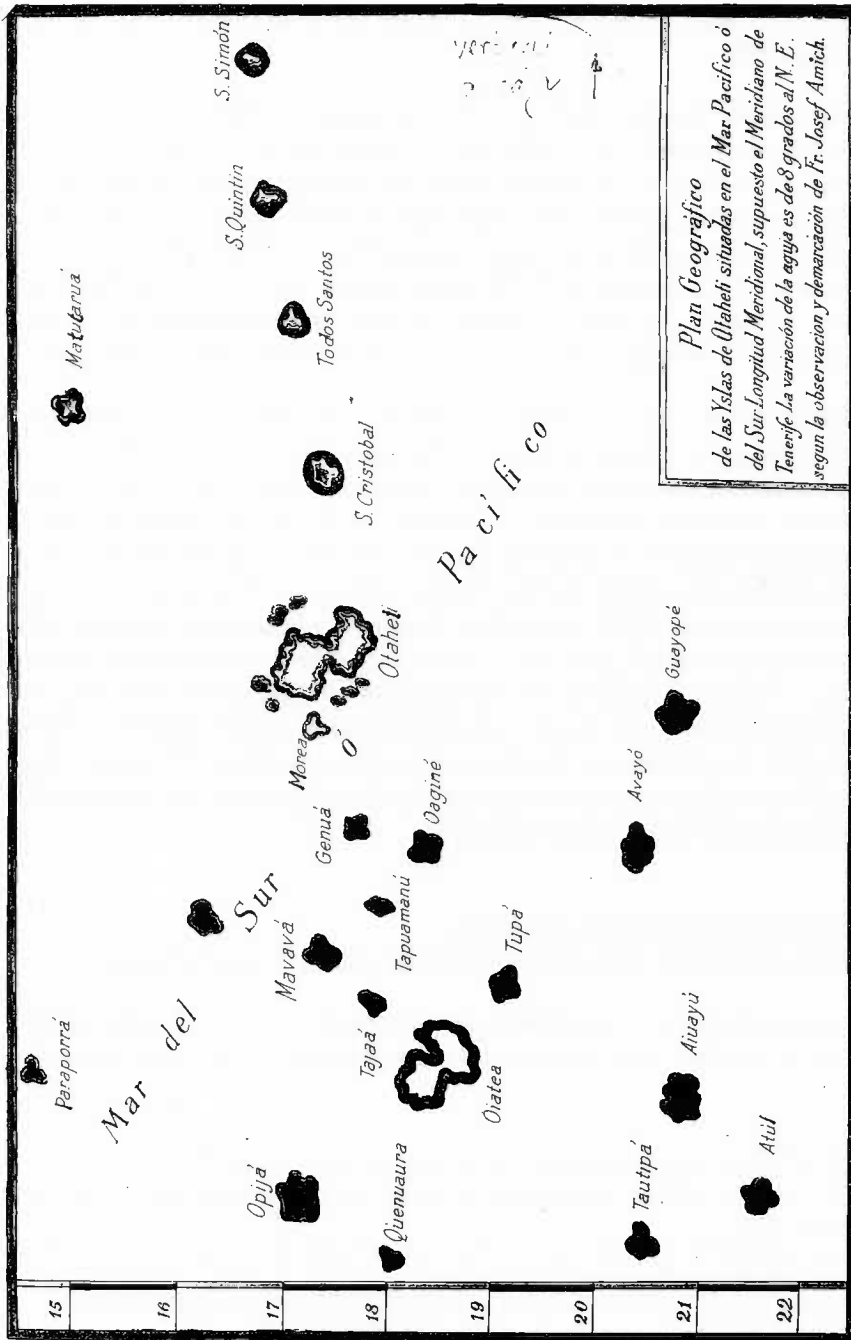 Plan Geográfico
de las Yslas de Otaheti situadas en el Mar Pacifico ó
del Sur. Longitud Meridional, supuesto el Meridiano de
Tenerife. La variación de la aguja es de 8 grados al N. E.
segun la observacion y demarcación de Fr. Josef Amich.
15
16
17
18
19
20
21
22
Paraporrá
Matutarua
S. Simón
S. Quintin
Todos Santos
S. Cristobal
Mar del Sur
ó
Pacífico
Otaheti
Morea
Genuá
Oaginé
Tapuamanú
Mavavá
Tajaá
Tupá
Oiatea
Opijá
Quenuaura
Guayopé
Avayó
Aiuayú
Tautipá
Atiú